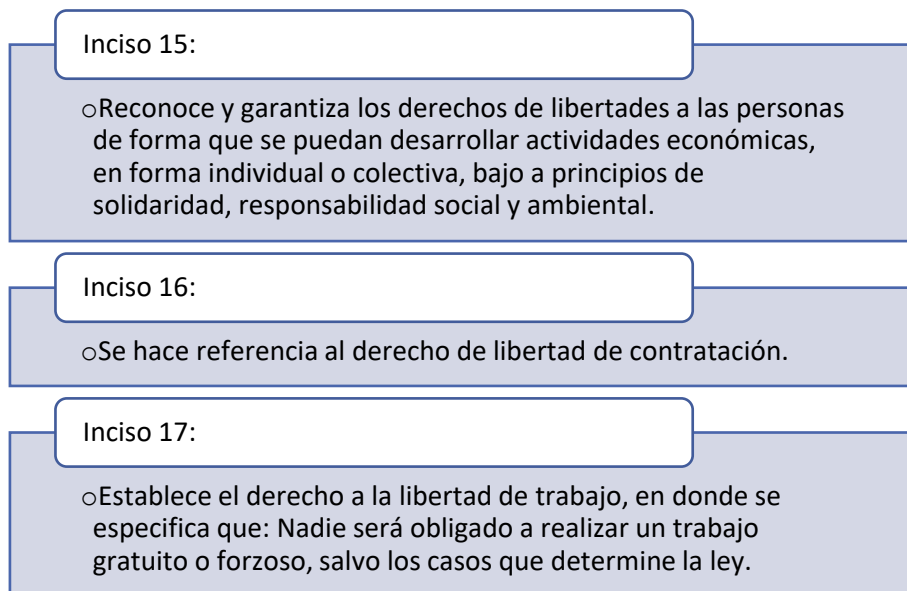 Inciso 15:
oReconoce y garantiza los derechos de libertades a las personas
de forma que se puedan desarrollar actividades económicas,
en forma individual o colectiva, bajo a principios de
solidaridad, responsabilidad social y ambiental.
Inciso 16:
oSe hace referencia al derecho de libertad de contratación.
Inciso 17:
oEstablece el derecho a la libertad de trabajo, en donde se
especifica que: Nadie será obligado a realizar un trabajo
gratuito o forzoso, salvo los casos que determine la ley.